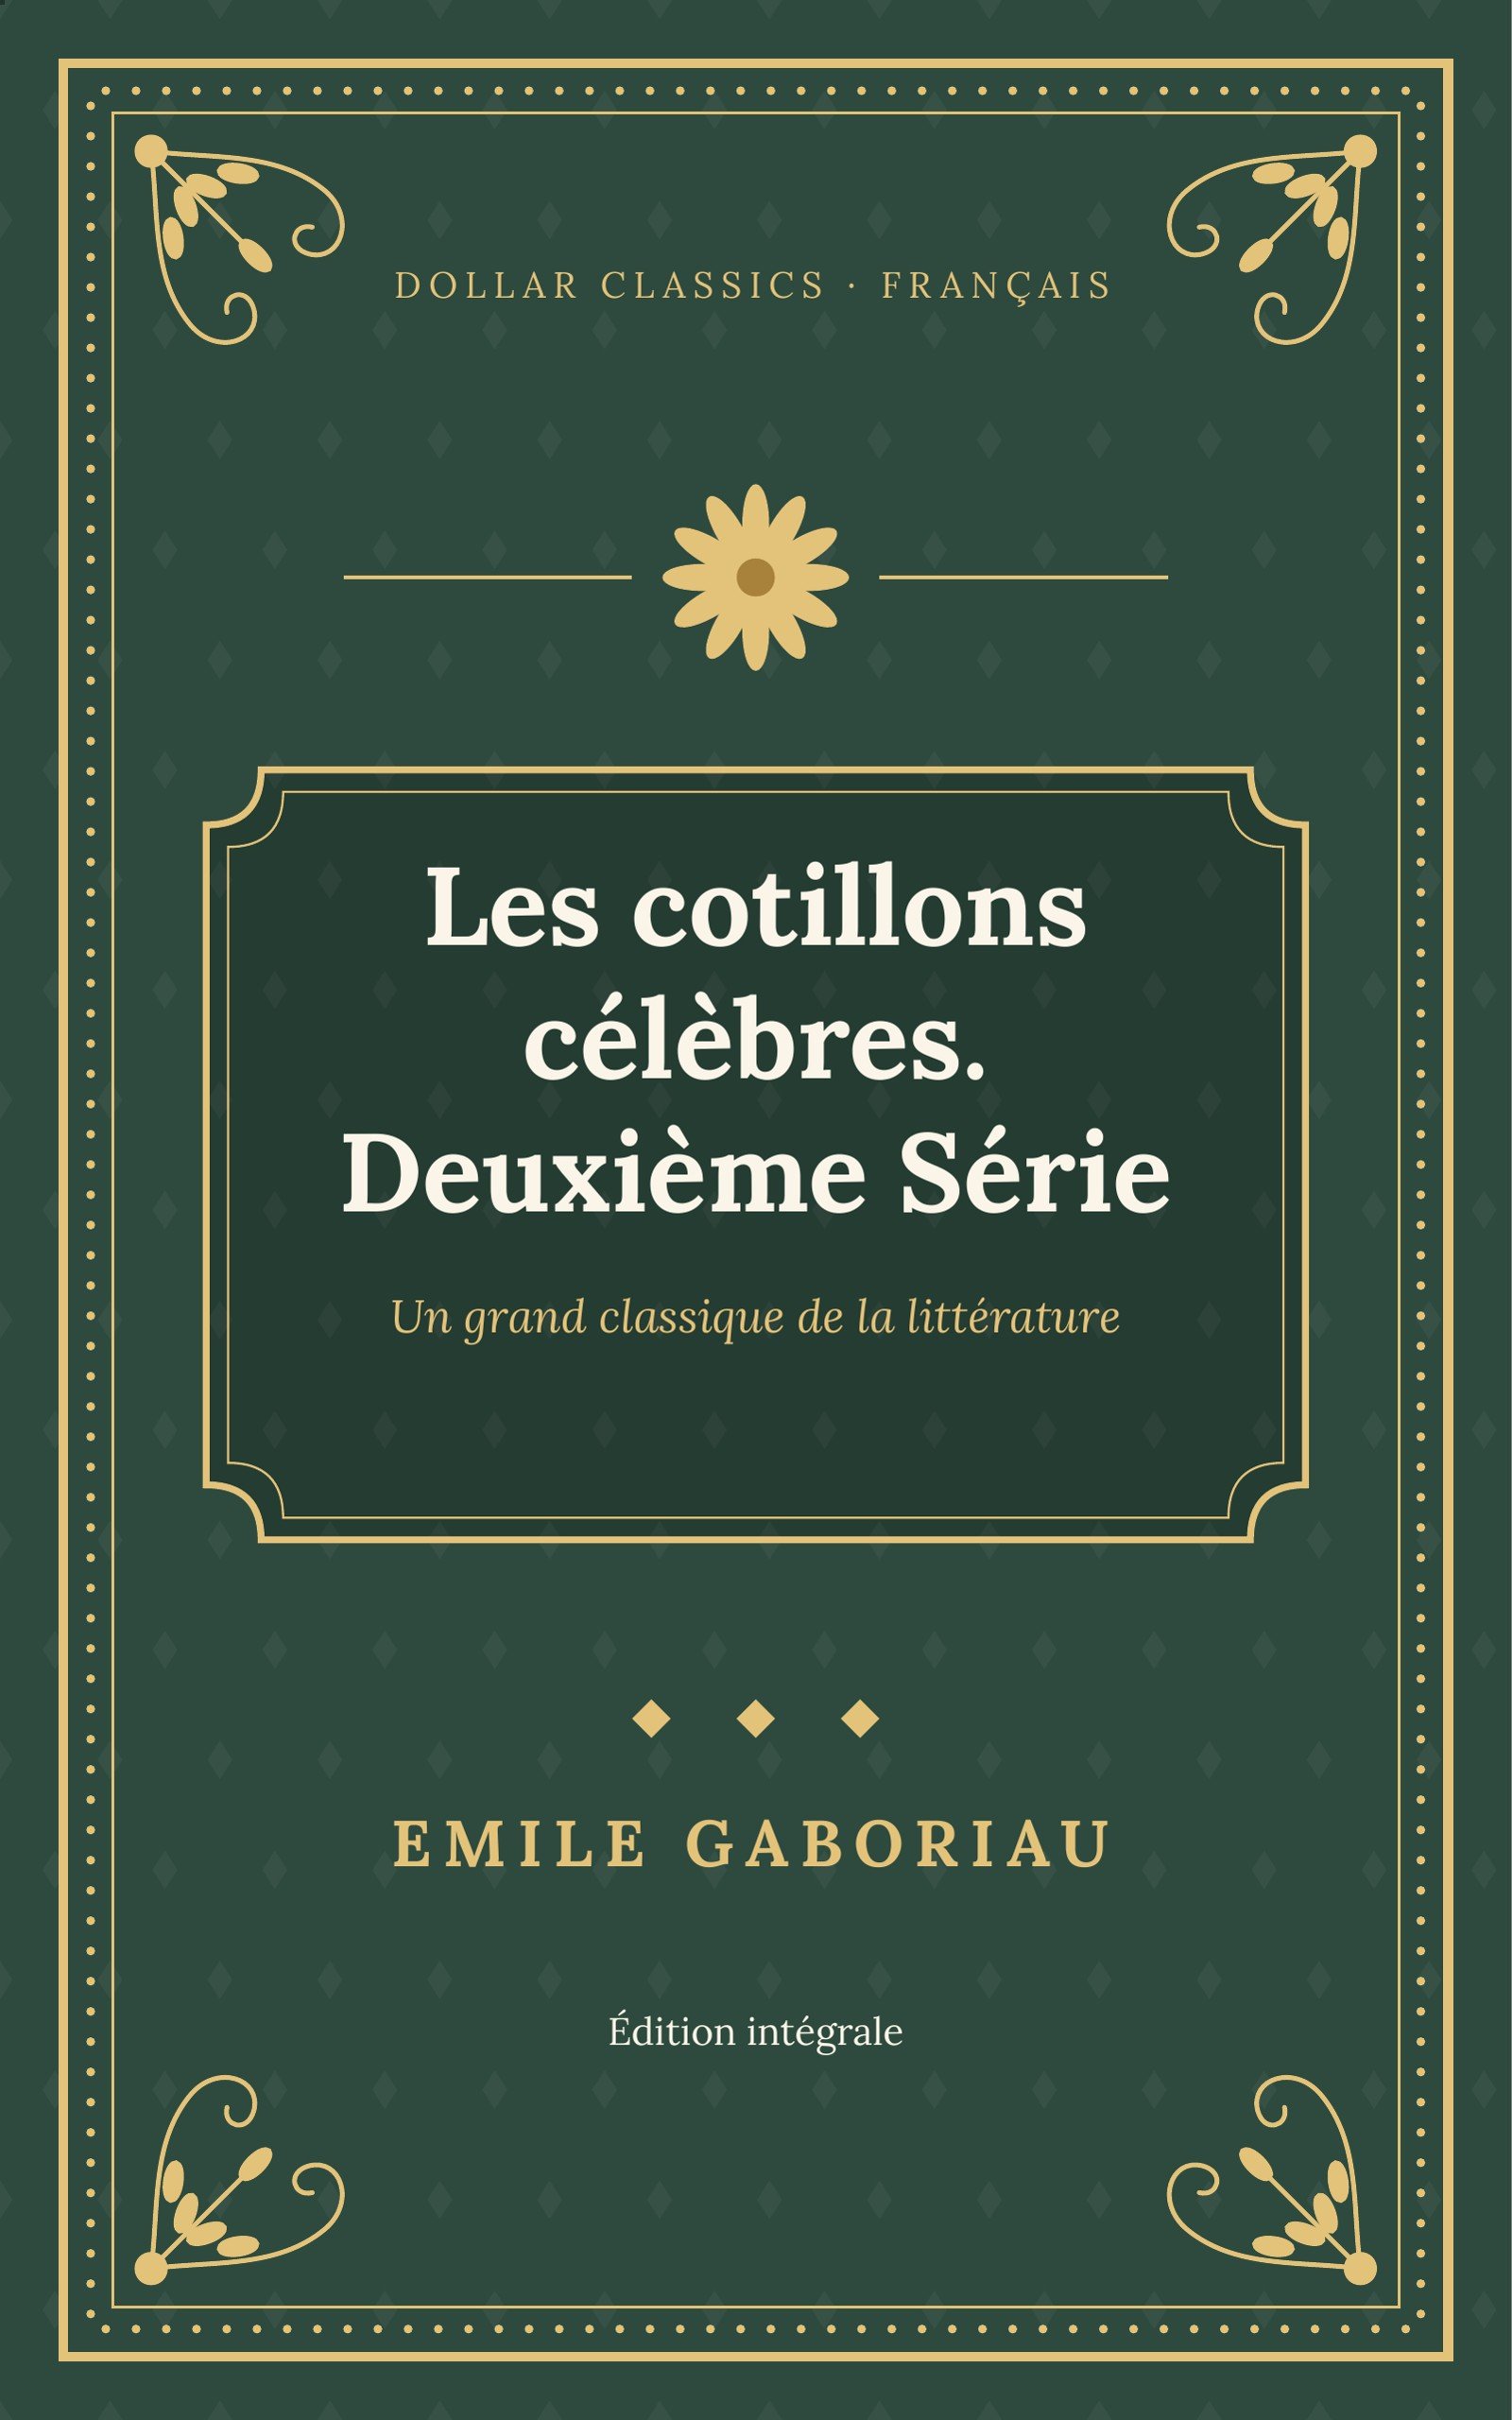 DOLLAR CLASSICS · FRANÇAIS
Les cotillons
célèbres.
Deuxième Série
Un grand classique de la littérature
EMILE GABORIAU
Édition intégrale